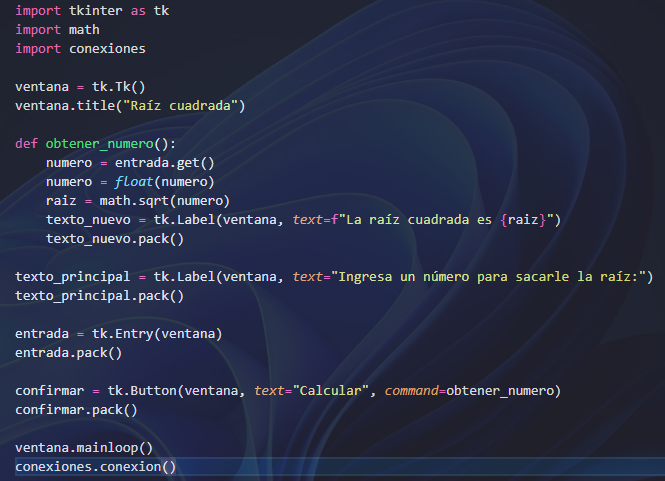 import tkinter as tk
import math
import conexiones

ventana = tk.Tk()
ventana.title("Raíz cuadrada")

def obtener_numero():
    numero = entrada.get()
    numero = float(numero)
    raiz = math.sqrt(numero)
    texto_nuevo = tk.Label(ventana, text=f"La raíz cuadrada es {raiz}")
    texto_nuevo.pack()

texto_principal = tk.Label(ventana, text="Ingresa un número para sacarle la raíz:")
texto_principal.pack()

entrada = tk.Entry(ventana)
entrada.pack()

confirmar = tk.Button(ventana, text="Calcular", command=obtener_numero)
confirmar.pack()

ventana.mainloop()
conexiones.conexion()